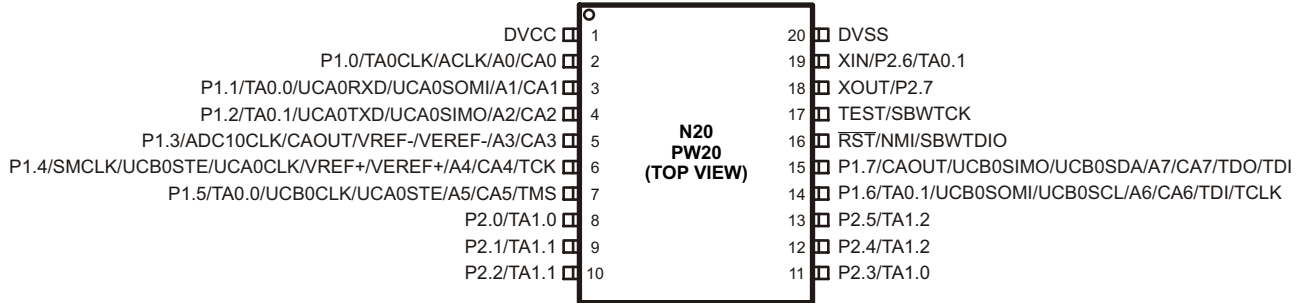 DVCC 1
P1.0/TA0CLK/ACLK/A0/CA0 2
P1.1/TA0.0/UCA0RXD/UCA0SOMI/A1/CA1 3
P1.2/TA0.1/UCA0TXD/UCA0SIMO/A2/CA2 4
P1.3/ADC10CLK/CAOUT/VREF-/VEREF-/A3/CA3 5
P1.4/SMCLK/UCB0STE/UCA0CLK/VREF+/VEREF+/A4/CA4/TCK 6
P1.5/TA0.0/UCB0CLK/UCA0STE/A5/CA5/TMS 7
P2.0/TA1.0 8
P2.1/TA1.1 9
P2.2/TA1.1 10
N20
PW20
(TOP VIEW)
20 DVSS
19 XIN/P2.6/TA0.1
18 XOUT/P2.7
17 TEST/SBWTCK
16 RST/NMI/SBWTDIO
15 P1.7/CAOUT/UCB0SIMO/UCB0SDA/A7/CA7/TDO/TDI
14 P1.6/TA0.1/UCB0SOMI/UCB0SCL/A6/CA6/TDI/TCLK
13 P2.5/TA1.2
12 P2.4/TA1.2
11 P2.3/TA1.0